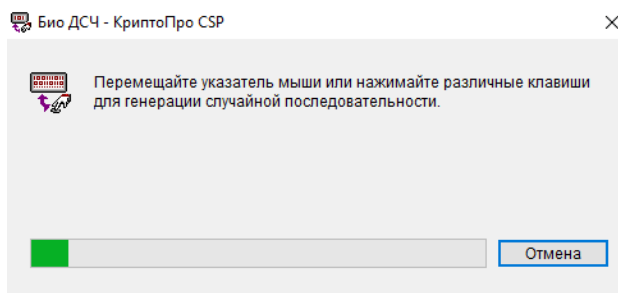 Био ДСЧ - КриптоПро CSP
Перемещайте указатель мыши или нажимайте различные клавиши
для генерации случайной последовательности.
Отмена